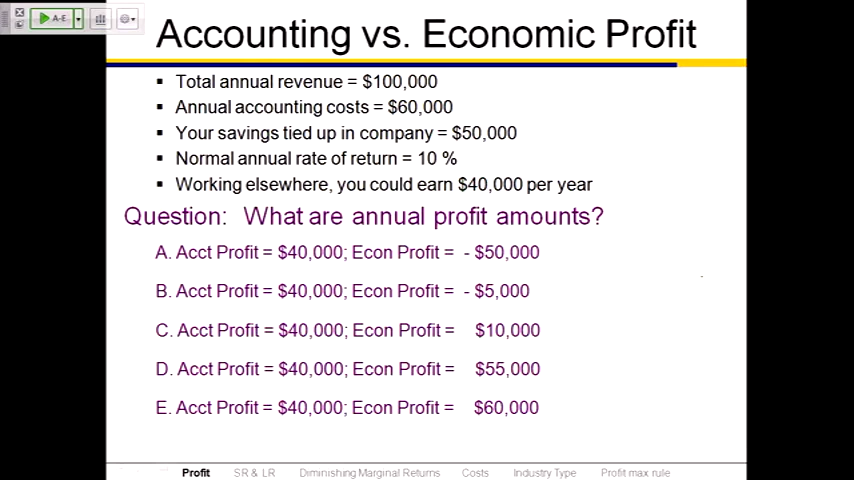 A-E
Accounting vs. Economic Profit
▪ Total annual revenue = $100,000
▪ Annual accounting costs = $60,000
▪ Your savings tied up in company = $50,000
▪ Normal annual rate of return = 10 %
▪ Working elsewhere, you could earn $40,000 per year
Question: What are annual profit amounts?
A. Acct Profit = $40,000; Econ Profit = - $50,000
B. Acct Profit = $40,000; Econ Profit = - $5,000
C. Acct Profit = $40,000; Econ Profit = $10,000
D. Acct Profit = $40,000; Econ Profit = $55,000
E. Acct Profit = $40,000; Econ Profit = $60,000
Profit SR & LR Diminishing Marginal Returns Costs Industry Type Profit max rule